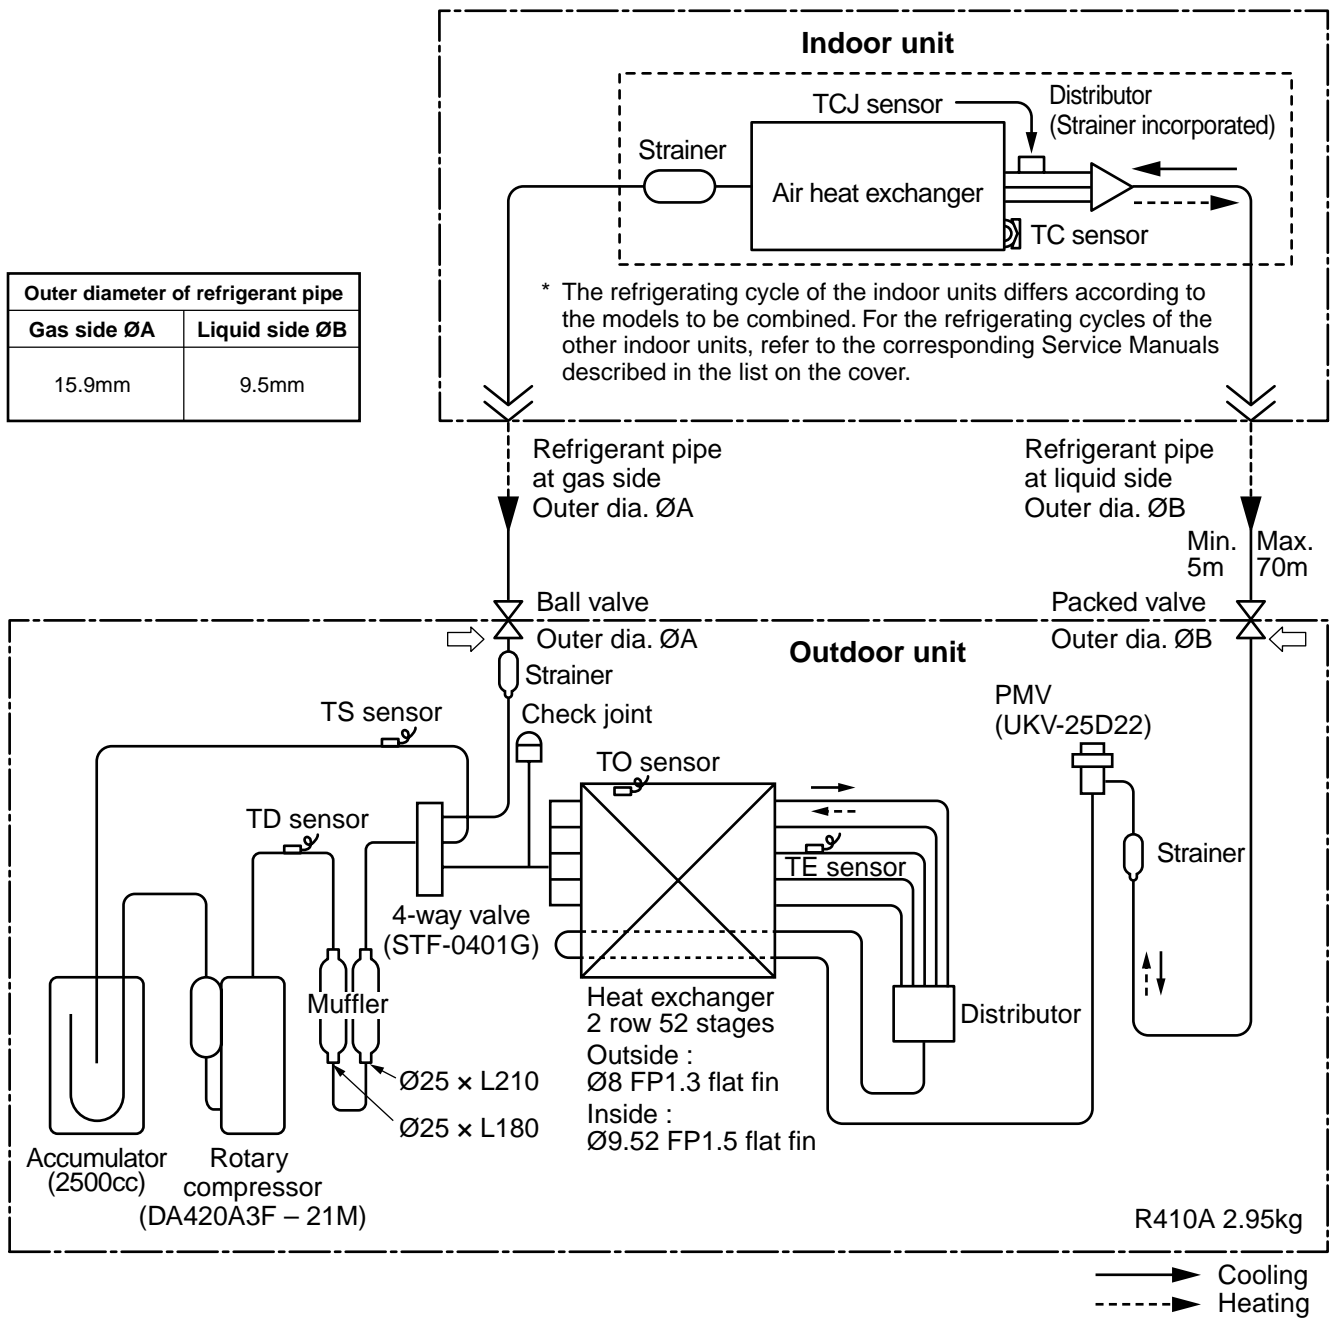 Indoor unit
TCJ sensor
Distributor
(Strainer incorporated)
Strainer
Air heat exchanger
TC sensor
* The refrigerating cycle of the indoor units differs according to
the models to be combined. For the refrigerating cycles of the
other indoor units, refer to the corresponding Service Manuals
described in the list on the cover.
Outer diameter of refrigerant pipe
Gas side ØA
Liquid side ØB
15.9mm
9.5mm
Refrigerant pipe
at gas side
Outer dia. ØA
Refrigerant pipe
at liquid side
Outer dia. ØB
Min.
5m
Max.
70m
Ball valve
Outer dia. ØA
Packed valve
Outer dia. ØB
Outdoor unit
Strainer
TS sensor
Check joint
PMV
(UKV-25D22)
TO sensor
TD sensor
TE sensor
Strainer
4-way valve
(STF-0401G)
Muffler
Heat exchanger
2 row 52 stages
Outside :
Ø8 FP1.3 flat fin
Inside :
Ø9.52 FP1.5 flat fin
Distributor
Ø25 × L210
Ø25 × L180
Accumulator
(2500cc)
Rotary
compressor
(DA420A3F – 21M)
R410A 2.95kg
Cooling
Heating